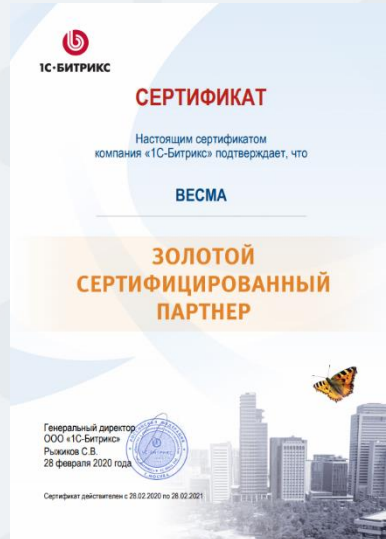 1С·БИТРИКС
СЕРТИФИКАТ
Настоящим сертификатом
компания «1С-Битрикс» подтверждает, что
ВЕСМА
ЗОЛОТОЙ
СЕРТИФИЦИРОВАННЫЙ
ПАРТНЕР
Генеральный директор
ООО «1С-Битрикс»
Рыжиков С.В.
28 февраля 2020 года
Сертификат действителен с 28.02.2020 по 28.02.2021